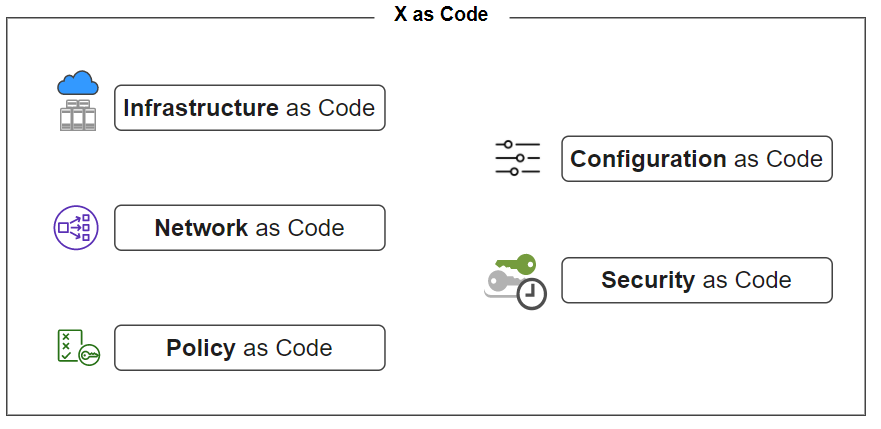 X as Code
Infrastructure as Code
Network as Code
Policy as Code
Configuration as Code
Security as Code